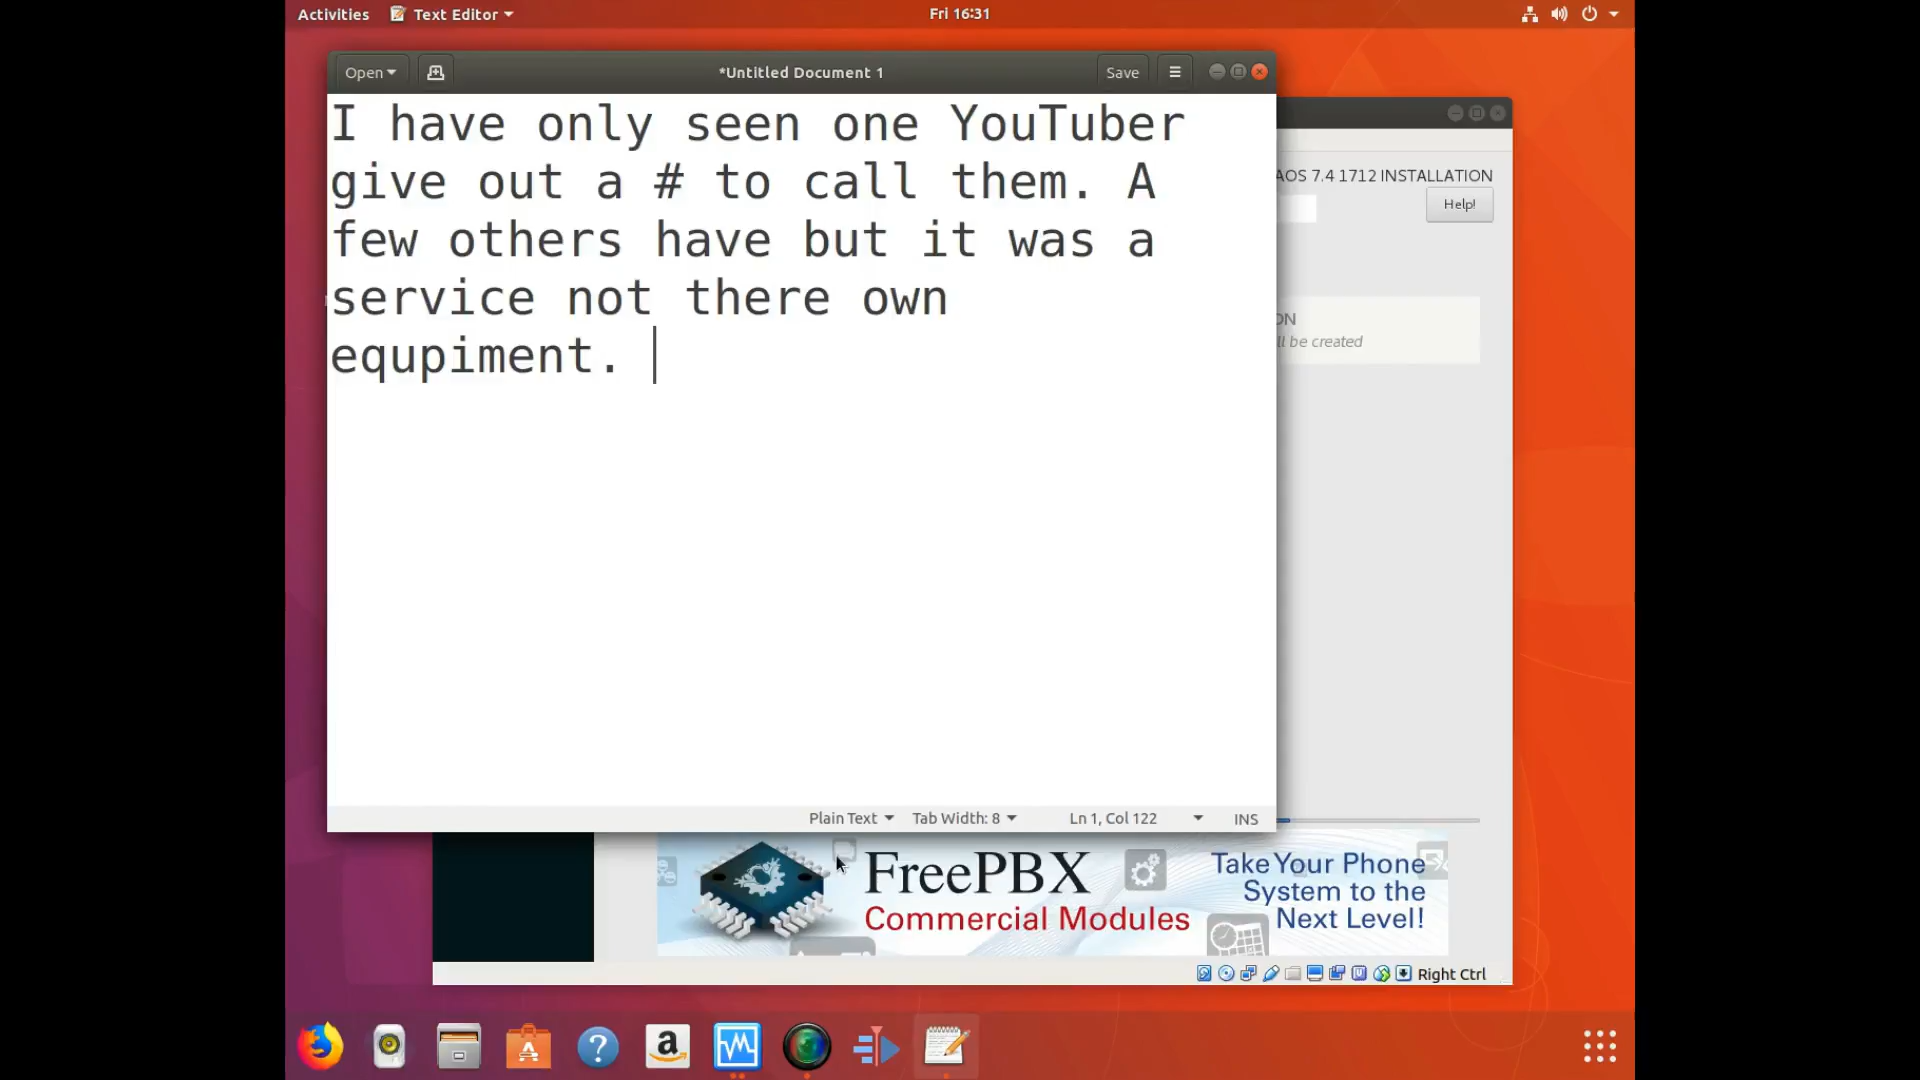 Activities Text Editor Fri 16:31
Open *Untitled Document 1 Save
I have only seen one YouTuber
give out a # to call them. A
few others have but it was a
service not there own
equpiment.
AOS 7.4 1712 INSTALLATION
Help!
ON
ll be created
Plain Text Tab Width: 8 Ln 1, Col 122 INS
FreePBX
Commercial Modules
Take Your Phone
System to the
Next Level!
Right Ctrl